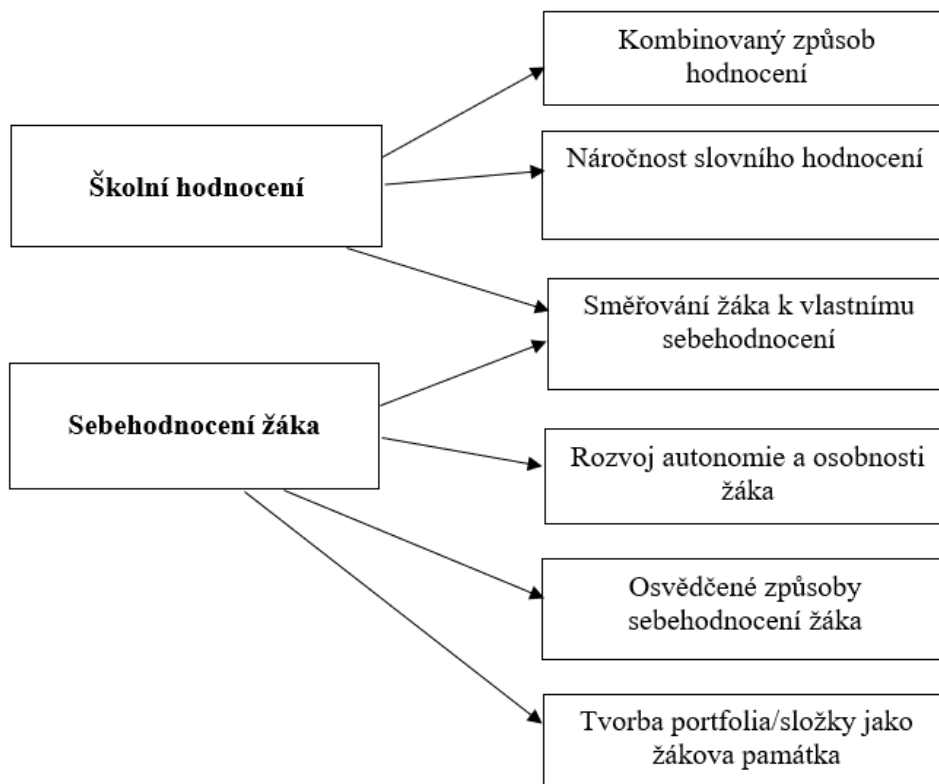 Kombinovaný způsob
hodnocení
Školní hodnocení
Náročnost slovního hodnocení
Směřování žáka k vlastnímu
sebehodnocení
Sebehodnocení žáka
Rozvoj autonomie a osobnosti
žáka
Osvědčené způsoby
sebehodnocení žáka
Tvorba portfolia/složky jako
žákova památka